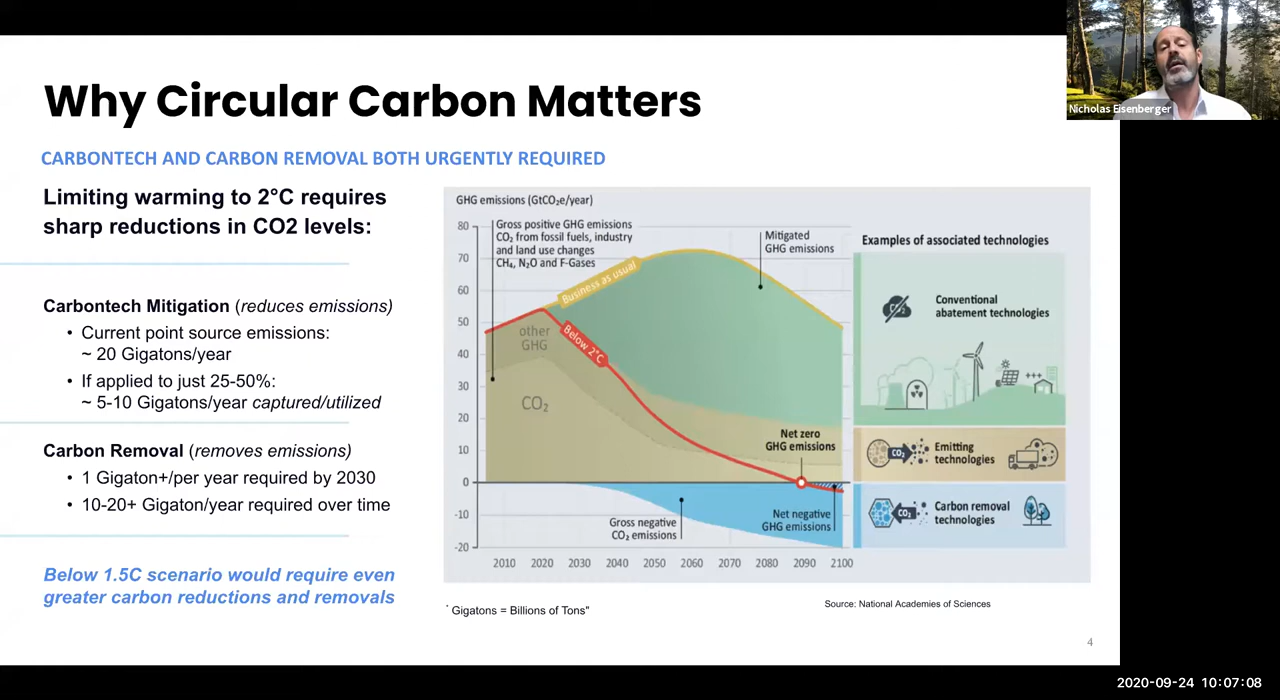 Why Circular Carbon Matters
CARBONTECH AND CARBON REMOVAL BOTH URGENTLY REQUIRED
Limiting warming to 2°C requires
sharp reductions in CO2 levels:
Carbontech Mitigation (reduces emissions)
• Current point source emissions:
~ 20 Gigatons/year
• If applied to just 25-50%:
~ 5-10 Gigatons/year captured/utilized
Carbon Removal (removes emissions)
• 1 Gigaton+/per year required by 2030
• 10-20+ Gigaton/year required over time
Below 1.5C scenario would require even
greater carbon reductions and removals
GHG emissions (GtCO₂e/year)
80
70
60
50
40
30
20
10
0
-10
-20
Gross positive GHG emissions
CO₂ from fossil fuels, industry
and land use changes
CH₄, N₂O and F-Gases
Business as usual
Mitigated
GHG emissions
Below 2°C
other
GHG
CO₂
Net zero
GHG emissions
Gross negative
CO₂ emissions
Net negative
GHG emissions
2010 2020 2030 2040 2050 2060 2070 2080 2090 2100
Examples of associated technologies
CO₂
Conventional
abatement technologies
CO₂
Emitting
technologies
CO₂
Carbon removal
technologies
* Gigatons = Billions of Tons"
Source: National Academies of Sciences
4
Nicholas Eisenberger
2020-09-24 10:07:08